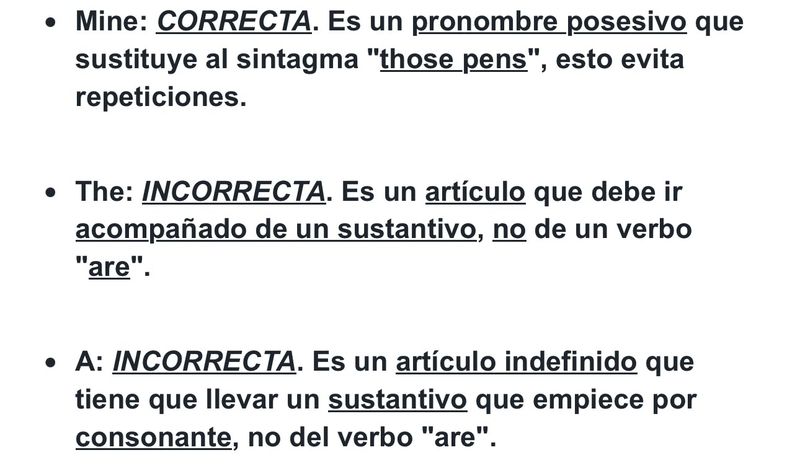 • Mine: CORRECTA. Es un pronombre posesivo que
sustituye al sintagma "those pens", esto evita
repeticiones.
• The: INCORRECTA. Es un artículo que debe ir
acompañado de un sustantivo, no de un verbo
"are".
• A: INCORRECTA. Es un artículo indefinido que
tiene que llevar un sustantivo que empiece por
consonante, no del verbo "are".